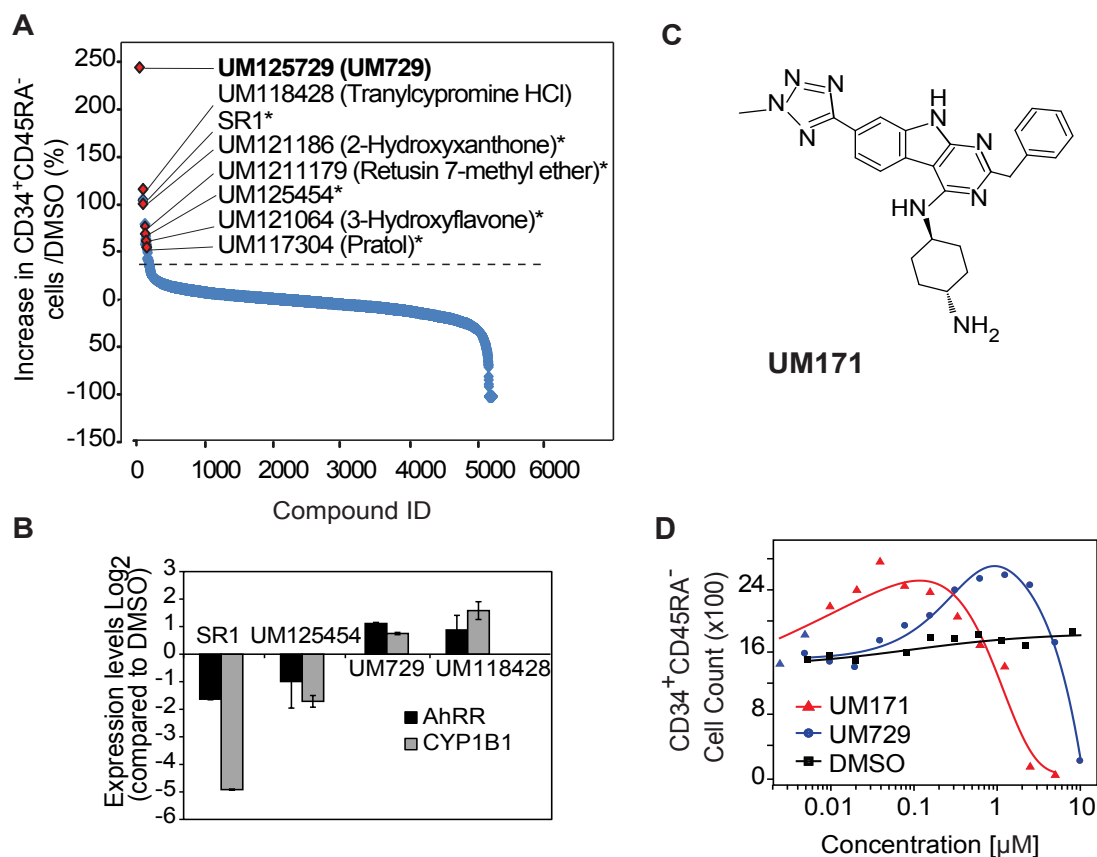 A
Increase in CD34+CD45RA-
cells /DMSO (%)
250
200
150
100
5
0
50
-100
-150
UM125729 (UM729)
UM118428 (Tranylcypromine HCl)
SR1*
UM121186 (2-Hydroxyxanthone)*
UM1211179 (Retusin 7-methyl ether)*
UM125454*
UM121064 (3-Hydroxyflavone)*
UM117304 (Pratol)*
0 1000 2000 3000 4000 5000 6000
Compound ID
B
Expression levels Log2
(compared to DMSO)
3
2
1
0
-1
-2
-3
-4
-5
-6
SR1 UM125454
UM729 UM118428
AhRR
CYP1B1
C
N N
N N
N
H
N
N
HN
NH2
UM171
D
CD34+CD45RA-
Cell Count (x100)
24
16
8
0
UM171
UM729
DMSO
0.01 0.1 1 10
Concentration [µM]